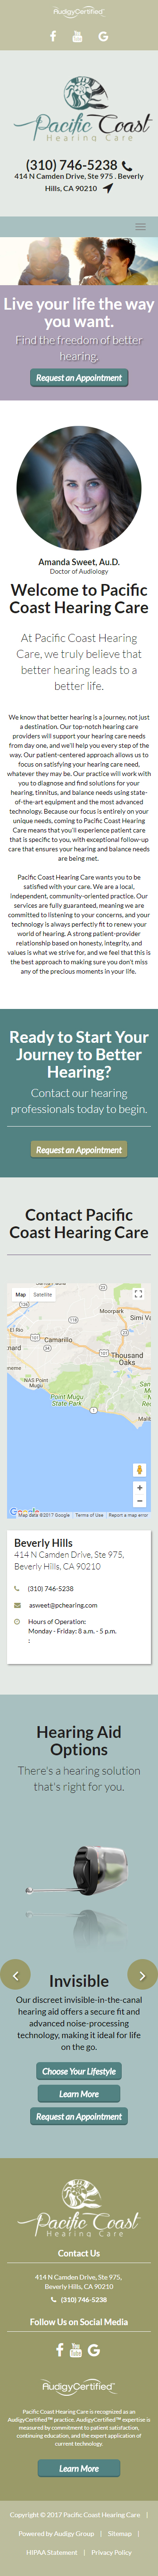 AudigyCertified™
Pacific Coast
Hearing Care
(310) 746-5238
414 N Camden Drive, Ste 975 . Beverly
Hills, CA 90210
Live your life the way
you want.
Find the freedom of better
hearing.
Request an Appointment
Amanda Sweet, Au.D.
Doctor of Audiology
Welcome to Pacific
Coast Hearing Care
At Pacific Coast Hearing
Care, we truly believe that
better hearing leads to a
better life.
We know that better hearing is a journey, not just
a destination. Our top-notch hearing care
providers will support your hearing care needs
from day one, and we'll help you every step of the
way. Our patient-centered approach allows us to
focus on satisfying your hearing care needs,
whatever they may be. Our practice will work with
you to diagnose and find solutions for your
hearing, tinnitus, and balance needs using state-
of-the-art equipment and the most advanced
technology. Because our focus is entirely on your
unique needs, coming to Pacific Coast Hearing
Care means that you'll experience patient care
that is specific to you, with exceptional follow-up
care that ensures your hearing and balance needs
are being met.
Pacific Coast Hearing Care wants you to be
satisfied with your care. We are a local,
independent, community-oriented practice. Our
services are fully guaranteed, meaning we are
committed to listening to your concerns, and your
technology is always perfectly fit to renew your
world of hearing. A strong patient-provider
relationship based on honesty, integrity, and
values is what we strive for, and we feel that this is
the best approach to making sure you don't miss
any of the precious moments in your life.
Ready to Start Your
Journey to Better
Hearing?
Contact our hearing
professionals today to begin.
Request an Appointment
Contact Pacific
Coast Hearing Care
Map Satellite
Moorpark
Simi Va
El Rio
Camarillo
Thousand
Oaks
NAS Point
Mugu
Point Mugu
State Park
Malib
Google
Map data ©2017 Google Terms of Use Report a map error
Beverly Hills
414 N Camden Drive, Ste 975,
Beverly Hills, CA 90210
(310) 746-5238
asweet@pchearing.com
Hours of Operation:
Monday - Friday: 8 a.m. - 5 p.m.
:
Hearing Aid
Options
There's a hearing solution
that's right for you.
Invisible
Our discreet invisible-in-the-canal
hearing aid offers a secure fit and
advanced noise-processing
technology, making it ideal for life
on the go.
Choose Your Lifestyle
Learn More
Request an Appointment
Pacific Coast
Hearing Care
Contact Us
414 N Camden Drive, Ste 975,
Beverly Hills, CA 90210
(310) 746-5238
Follow Us on Social Media
AudigyCertified™
Pacific Coast Hearing Care is recognized as an
AudigyCertified™ practice. AudigyCertified™ expertise is
measured by commitment to patient satisfaction,
continuing education, and the expert application of
current technology.
Learn More
Copyright © 2017 Pacific Coast Hearing Care |
Powered by Audigy Group | Sitemap |
HIPAA Statement | Privacy Policy